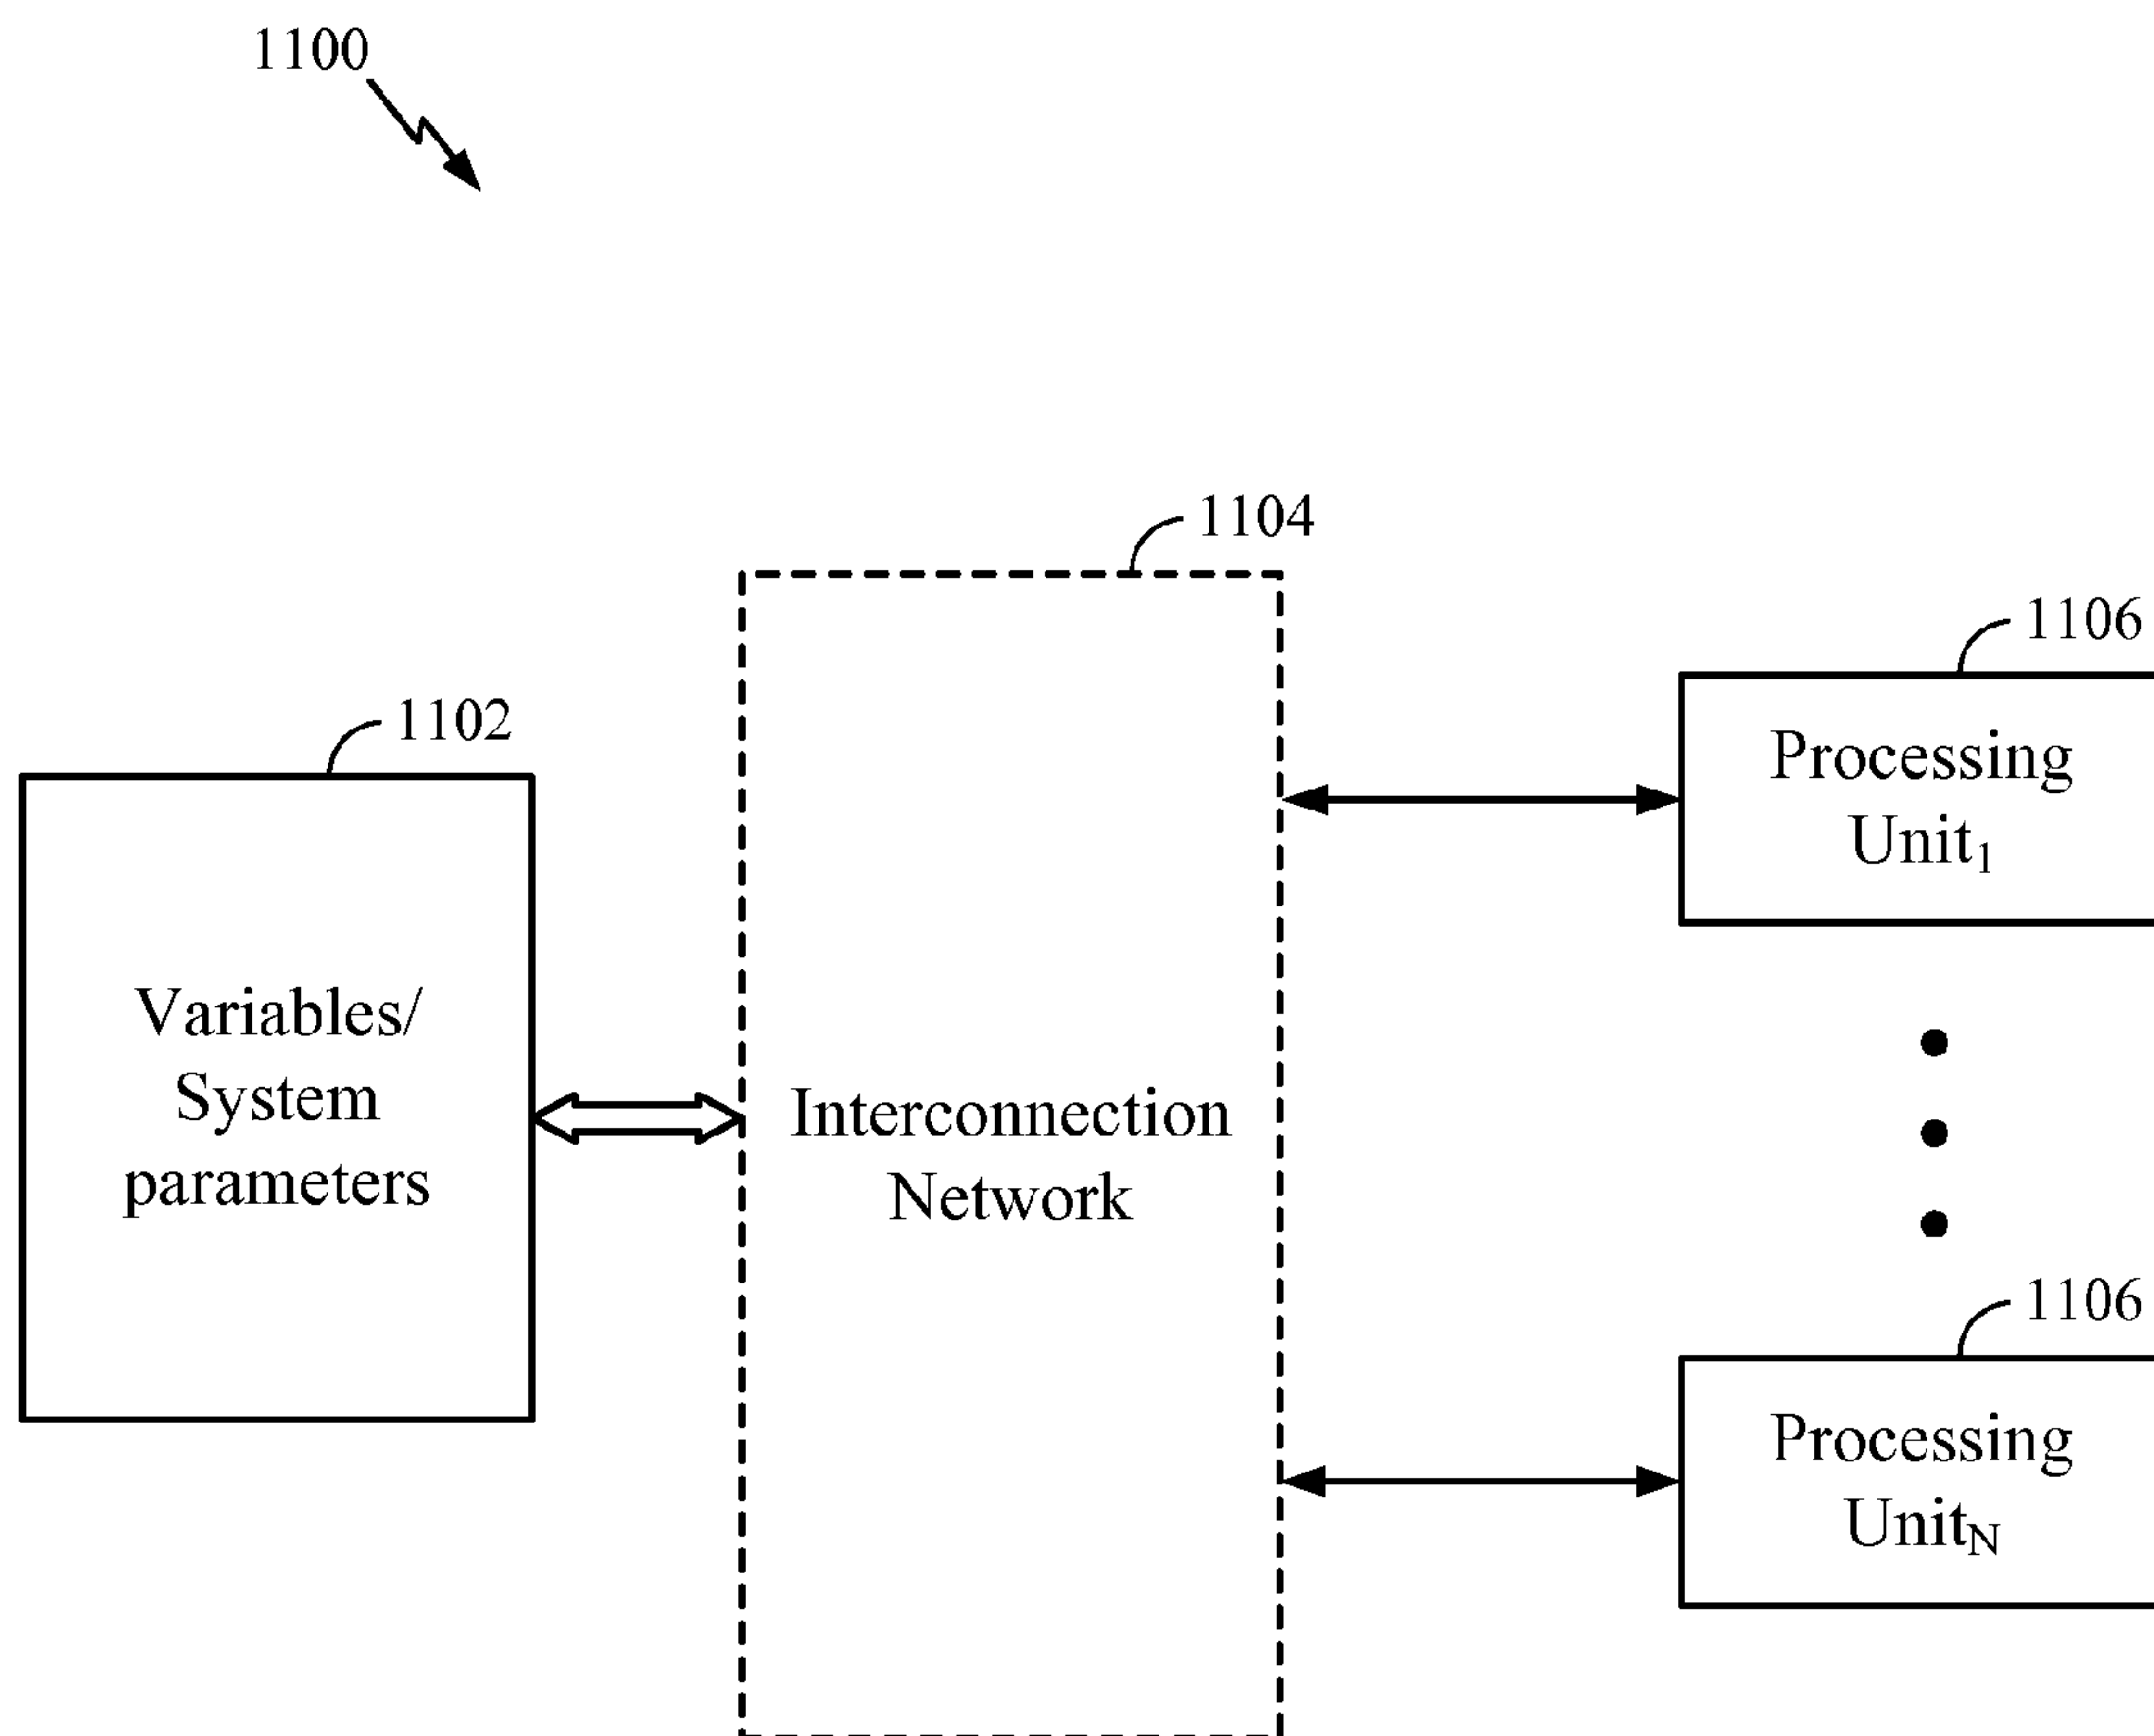 1100
1104
1106
1102
Processing
Unit1
Variables/
System
parameters
Interconnection
Network
1106
Processing
UnitN